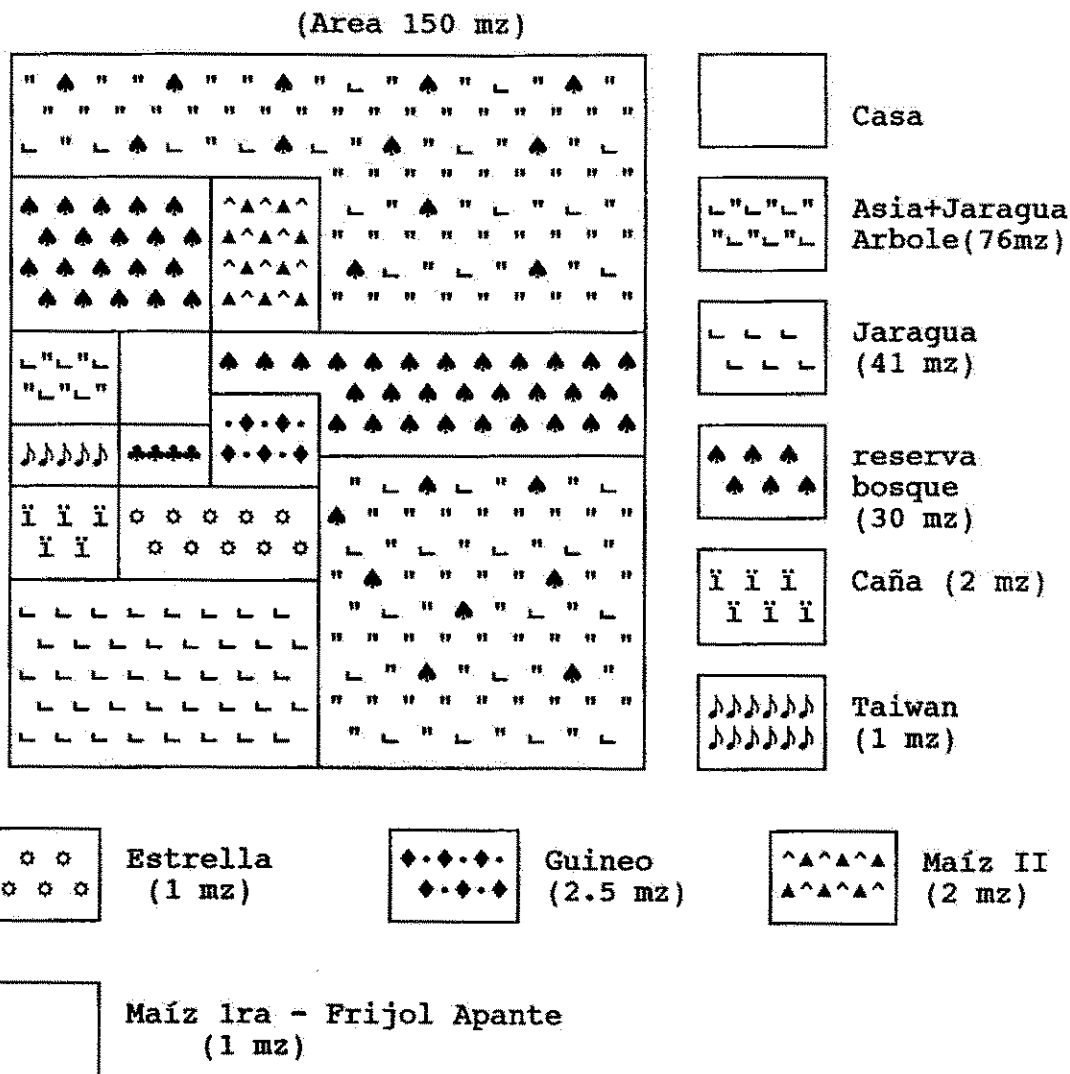 (Area 150 mz)
Casa
Asia+Jaragua
Arbole(76mz)
Jaragua
(41 mz)
reserva
bosque
(30 mz)
Caña (2 mz)
Taiwan
(1 mz)
Estrella
(1 mz)
Guineo
(2.5 mz)
Maíz II
(2 mz)
Maíz 1ra - Frijol Apante
(1 mz)